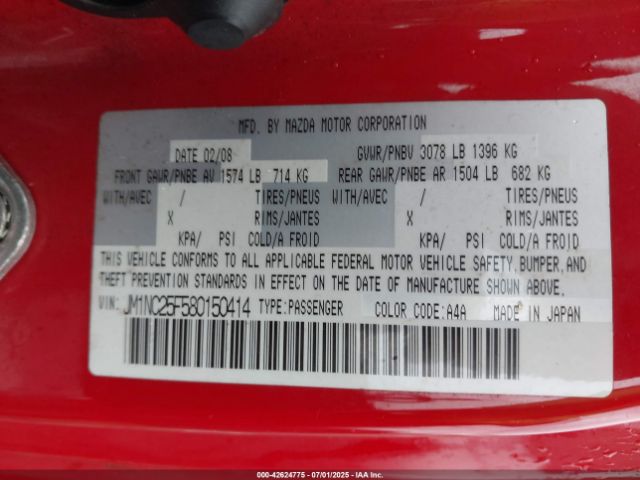 MFD. BY MAZDA MOTOR CORPORATION
DATE 02/08 GVWR/PNBV 3078 LB 1396 KG
FRONT GAWR/PNBE AV 1574 LB 714 KG REAR GAWR/PNBE AR 1504 LB 682 KG
WITH/AVEC / TIRES/PNEUS WITH/AVEC / TIRES/PNEUS
X RIMS/JANTES X RIMS/JANTES
KPA/ PSI COLD/A FROID KPA/ PSI COLD/A FROID
THIS VEHICLE CONFORMS TO ALL APPLICABLE FEDERAL MOTOR VEHICLE SAFETY, BUMPER, AND
THEFT PREVENTION STANDARDS IN EFFECT ON THE DATE OF MANUFACTURE SHOWN ABOVE.
VIN: JM1NC25F580150414 TYPE:PASSENGER COLOR CODE:A4A MADE IN JAPAN
000-42624775 - 07/01/2025 - IAA Inc.